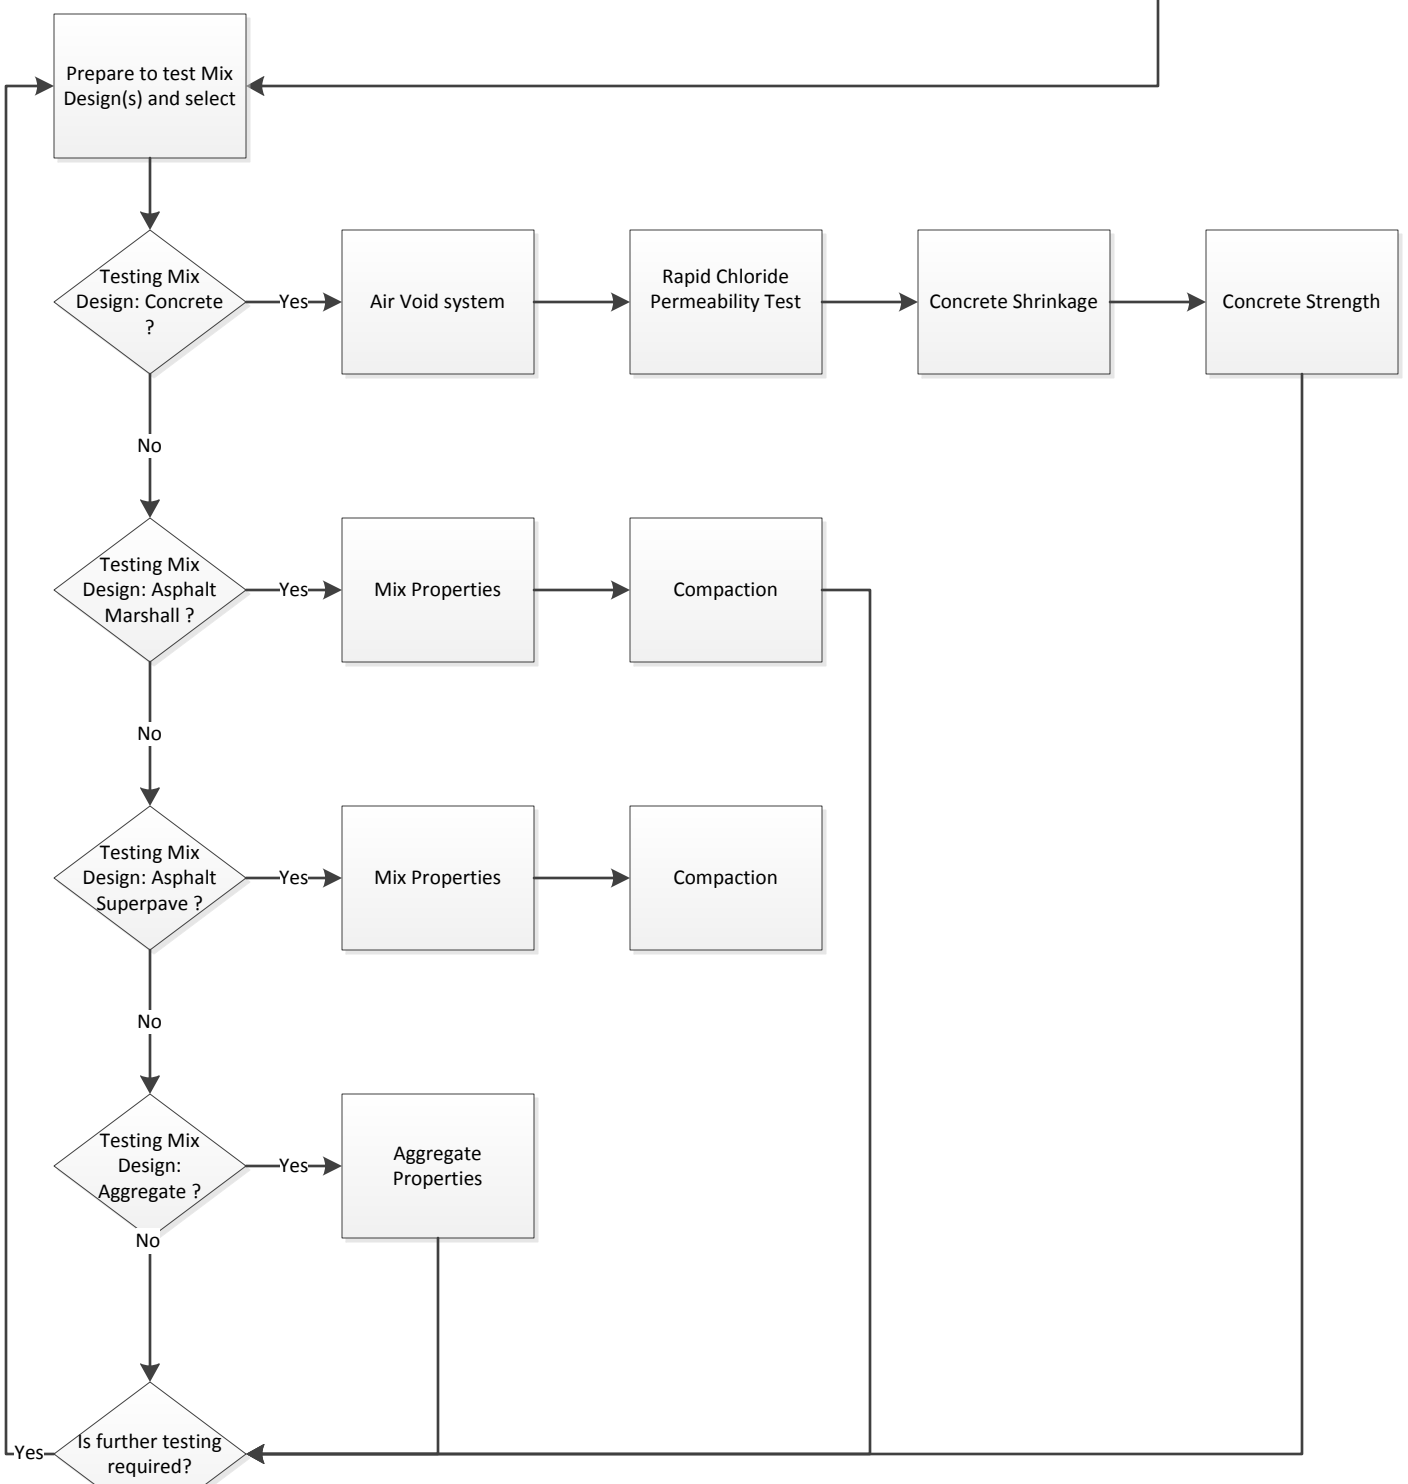 Prepare to test Mix
Design(s) and select
Testing Mix
Design: Concrete
?
Yes
Air Void system
Rapid Chloride
Permeability Test
Concrete Shrinkage
Concrete Strength
No
Testing Mix
Design: Asphalt
Marshall ?
Yes
Mix Properties
Compaction
No
Testing Mix
Design: Asphalt
Superpave ?
Yes
Mix Properties
Compaction
No
Testing Mix
Design:
Aggregate ?
Yes
Aggregate
Properties
No
Yes
Is further testing
required?